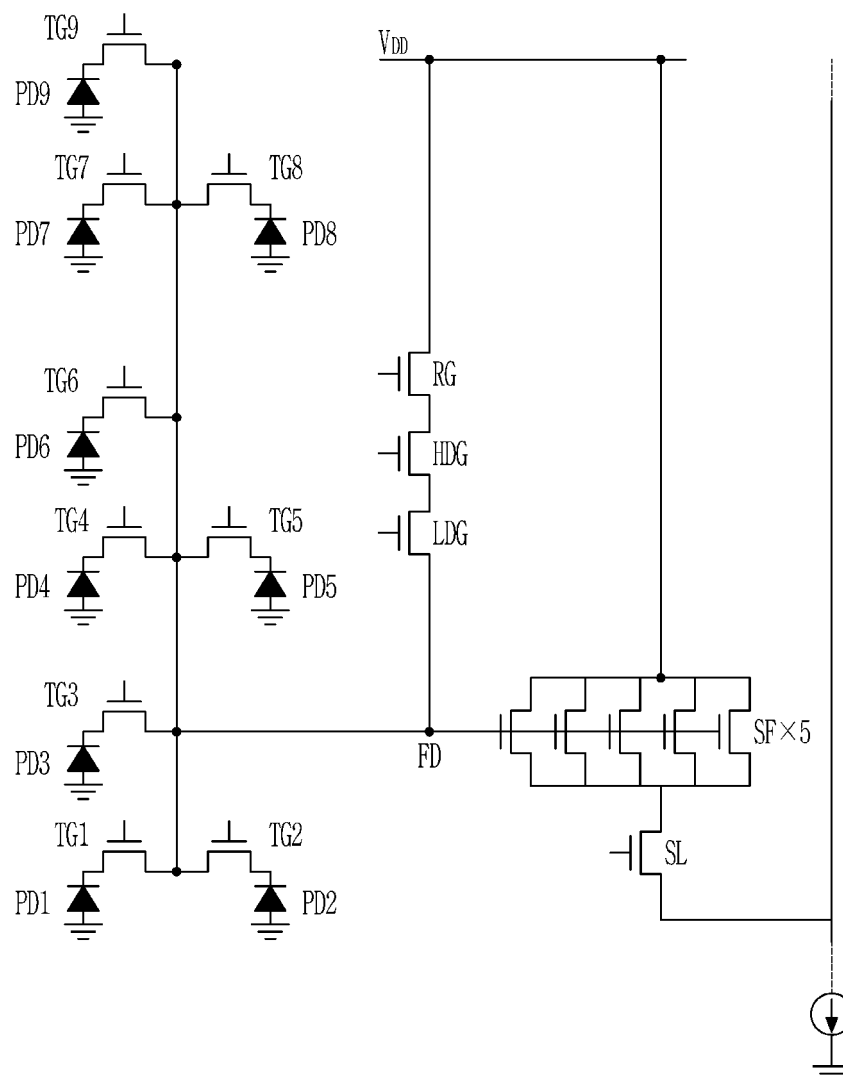 TG9
PD9
VDD
TG7 TG8
PD7 PD8
TG6
RG
PD6
HDG
TG4 TG5
LDG
PD4 PD5
TG3
SF×5
PD3
FD
TG1 TG2
SL
PD1 PD2